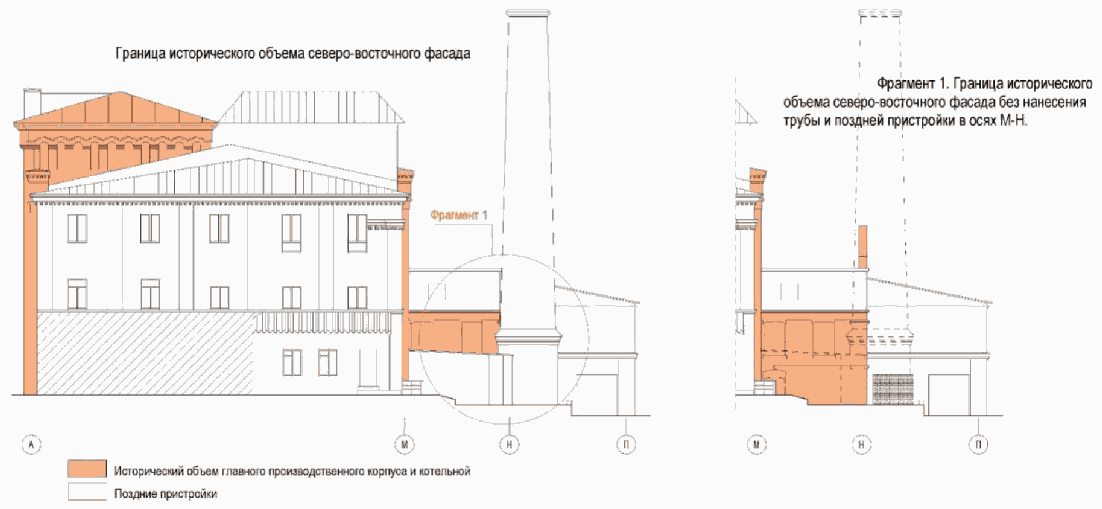 Граница исторического объема северо-восточного фасада
Фрагмент 1. Граница исторического
объема северо-восточного фасада без нанесения
трубы и поздней пристройки в осях М-Н.
Фрагмент 1
А
М
Н
П
М
Н
П
Исторический объем главного производственного корпуса и котельной
Поздние пристройки